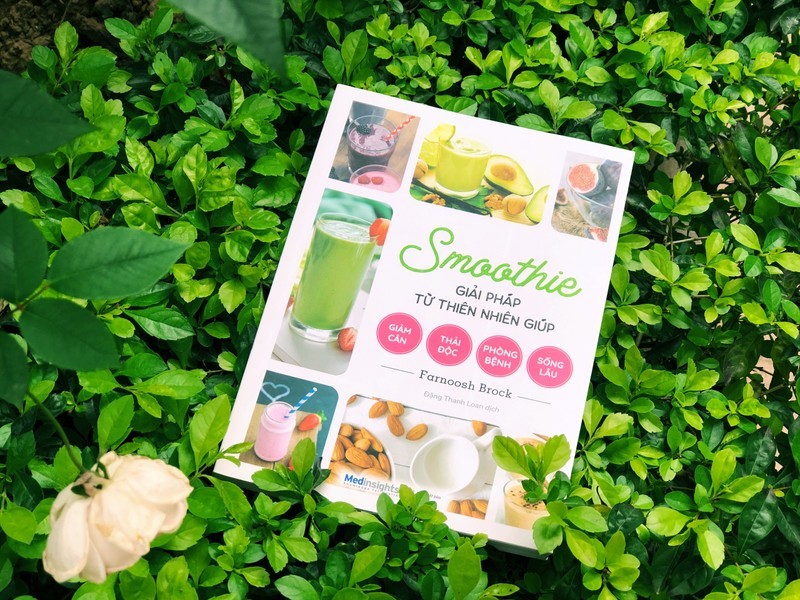 Smoothie
GIẢI PHÁP
TỪ THIÊN NHIÊN GIÚP
GIẢM
CÂN
THẢI
ĐỘC
PHÒNG
BỆNH
SỐNG
LÂU
Farnoosh Brock
Đặng Thanh Loan dịch
Medinsights